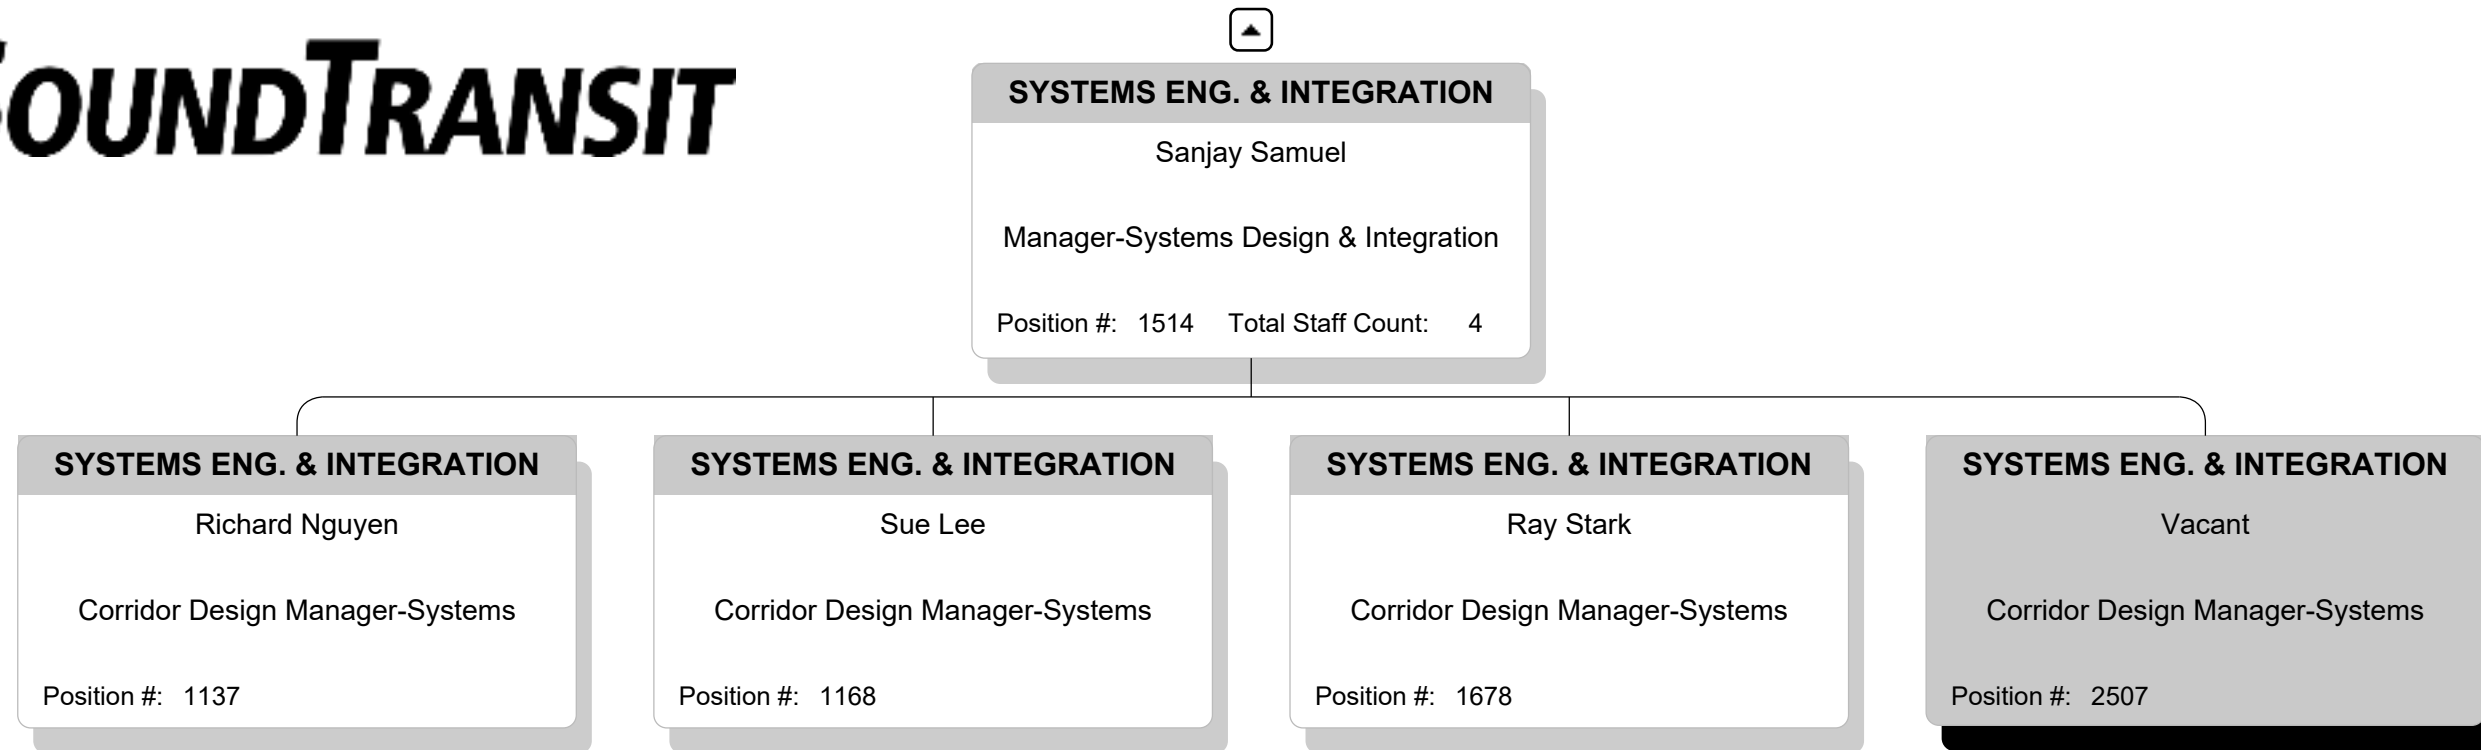 SOUNDTRANSIT
SYSTEMS ENG. & INTEGRATION
Sanjay Samuel
Manager-Systems Design & Integration
Position #: 1514 Total Staff Count: 4
SYSTEMS ENG. & INTEGRATION
Richard Nguyen
Corridor Design Manager-Systems
Position #: 1137
SYSTEMS ENG. & INTEGRATION
Sue Lee
Corridor Design Manager-Systems
Position #: 1168
SYSTEMS ENG. & INTEGRATION
Ray Stark
Corridor Design Manager-Systems
Position #: 1678
SYSTEMS ENG. & INTEGRATION
Vacant
Corridor Design Manager-Systems
Position #: 2507